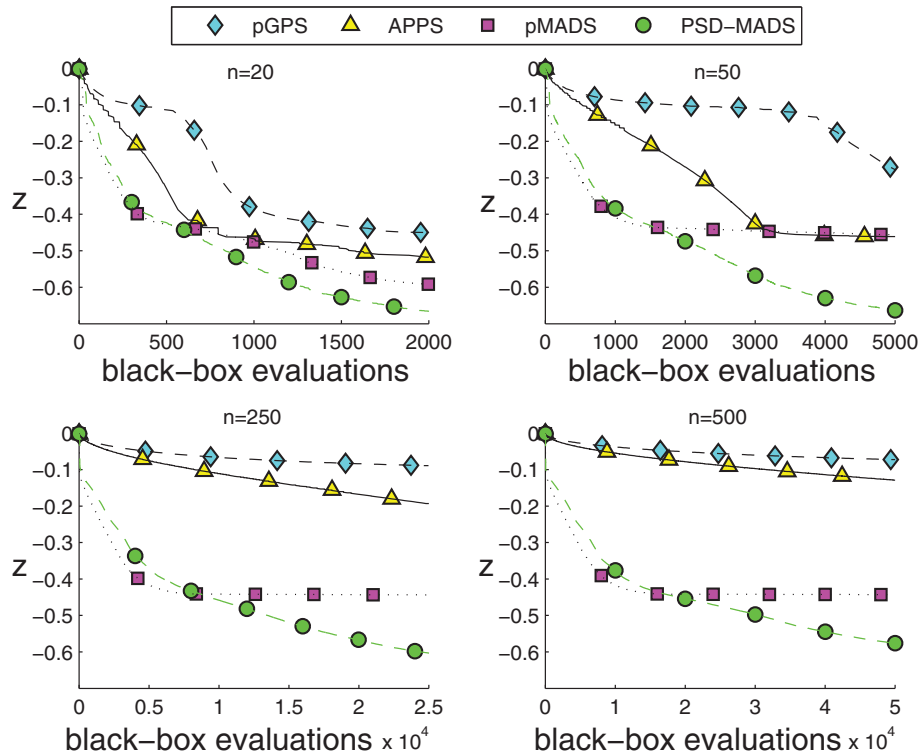 pGPS APPS pMADS PSD−MADS
n=20
0
−0.1
−0.2
−0.3
−0.4
−0.5
−0.6
z
0 500 1000 1500 2000
black−box evaluations
n=50
0
−0.1
−0.2
−0.3
−0.4
−0.5
−0.6
z
0 1000 2000 3000 4000 5000
black−box evaluations
n=250
0
−0.1
−0.2
−0.3
−0.4
−0.5
−0.6
z
0 0.5 1 1.5 2 2.5
black−box evaluations x 10^4
n=500
0
−0.1
−0.2
−0.3
−0.4
−0.5
−0.6
z
0 1 2 3 4 5
black−box evaluations x 10^4